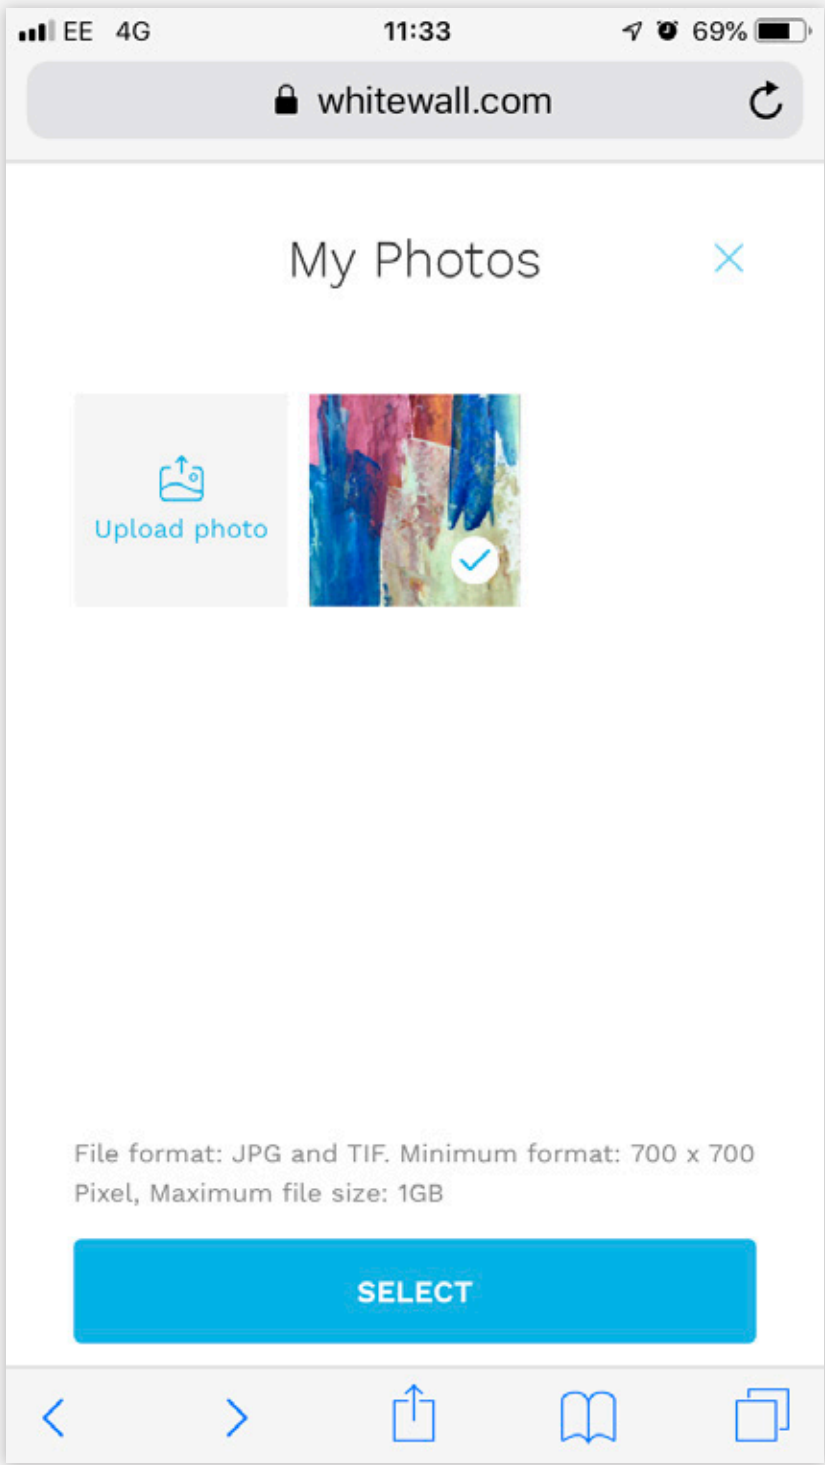 EE 4G 11:33 69%
whitewall.com
My Photos
Upload photo
File format: JPG and TIF. Minimum format: 700 x 700
Pixel, Maximum file size: 1GB
SELECT